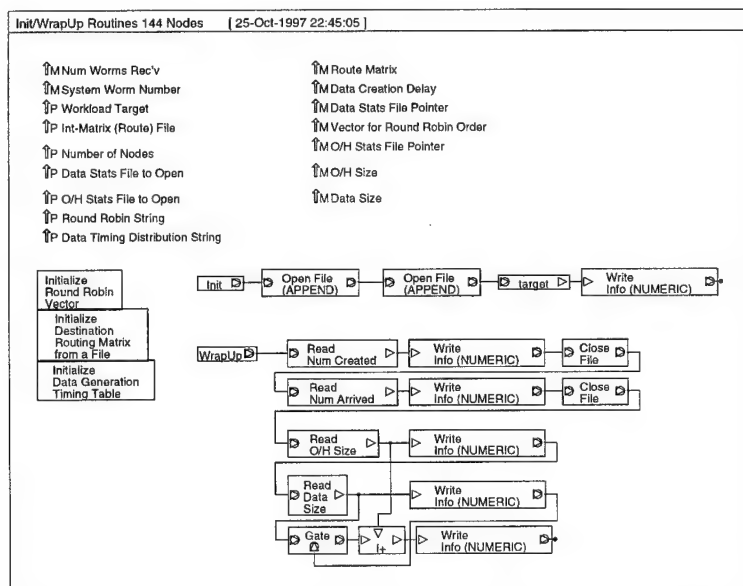 Init/WrapUp Routines 144 Nodes [ 25-Oct-1997 22:45:05 ]
⇧M Num Worms Rec'v
⇧M System Worm Number
⇧P Workload Target
⇧P Int-Matrix (Route) File
⇧P Number of Nodes
⇧P Data Stats File to Open
⇧P O/H Stats File to Open
⇧P Round Robin String
⇧P Data Timing Distribution String
⇧M Route Matrix
⇧M Data Creation Delay
⇧M Data Stats File Pointer
⇧M Vector for Round Robin Order
⇧M O/H Stats File Pointer
⇧M O/H Size
⇧M Data Size
Initialize
Round Robin
Vector
Initialize
Destination
Routing Matrix
from a File
Initialize
Data Generation
Timing Table
Init
Open File
(APPEND)
Open File
(APPEND)
target
Write
Info (NUMERIC)
WrapUp
Read
Num Created
Write
Info (NUMERIC)
Close
File
Read
Num Arrived
Write
Info (NUMERIC)
Close
File
Read
O/H Size
Write
Info (NUMERIC)
Read
Data
Size
Write
Info (NUMERIC)
Gate
I+
Write
Info (NUMERIC)